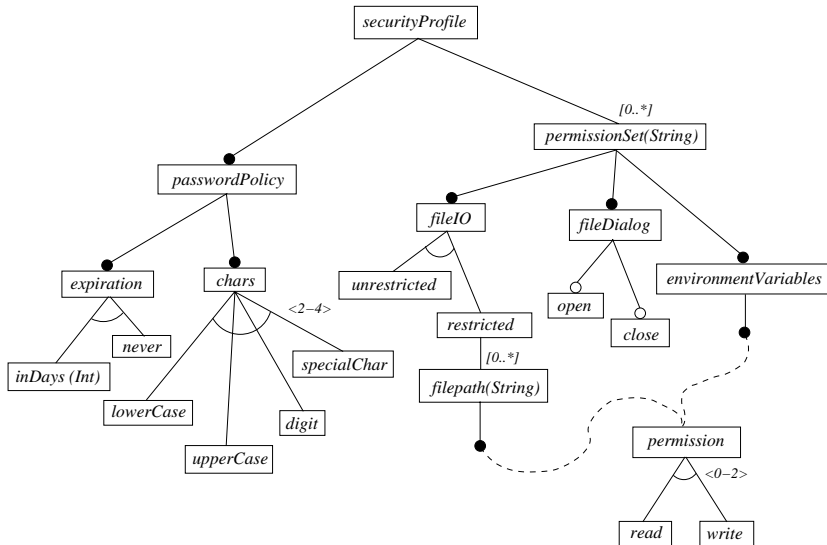 securityProfile
[0..*]
permissionSet(String)
passwordPolicy
fileIO
fileDialog
expiration
chars
unrestricted
environmentVariables
<2-4>
open
restricted
close
never
inDays (Int)
specialChar
[0..*]
filepath(String)
lowerCase
digit
upperCase
permission
<0-2>
read
write